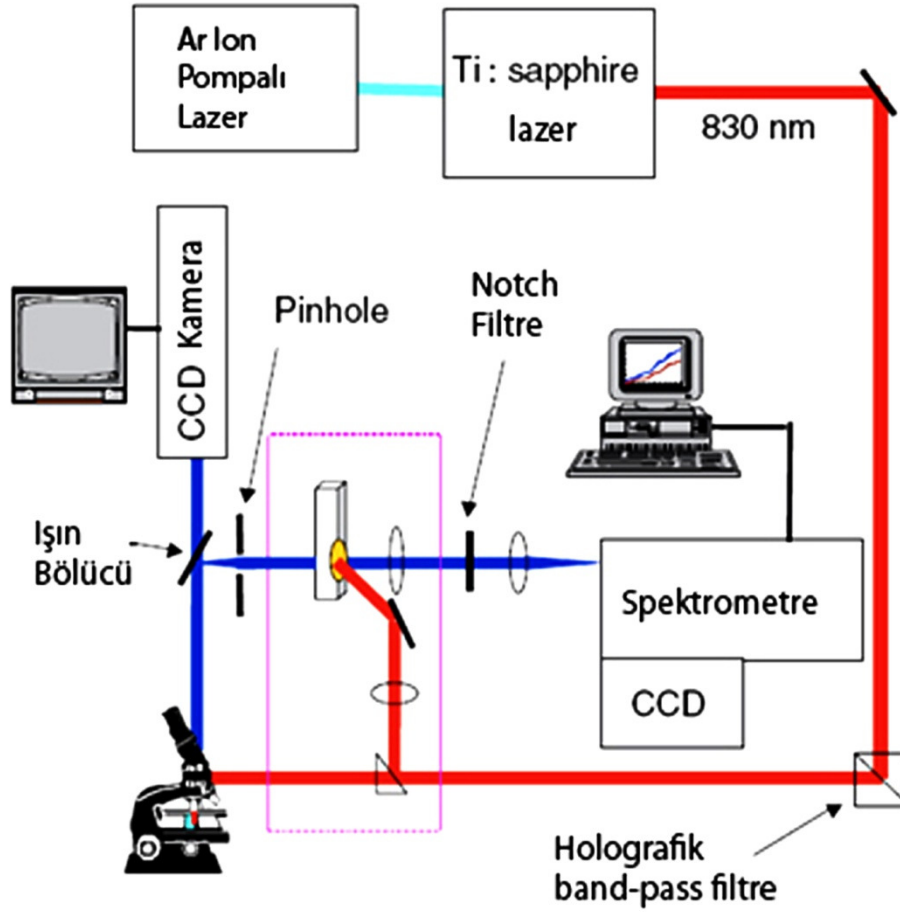 Ar Ion
Pompalı
Lazer
Ti : sapphire
lazer
830 nm
CCD Kamera
Pinhole
Notch
Filtre
Işın
Bölücü
Spektrometre
CCD
Holografik
band-pass filtre